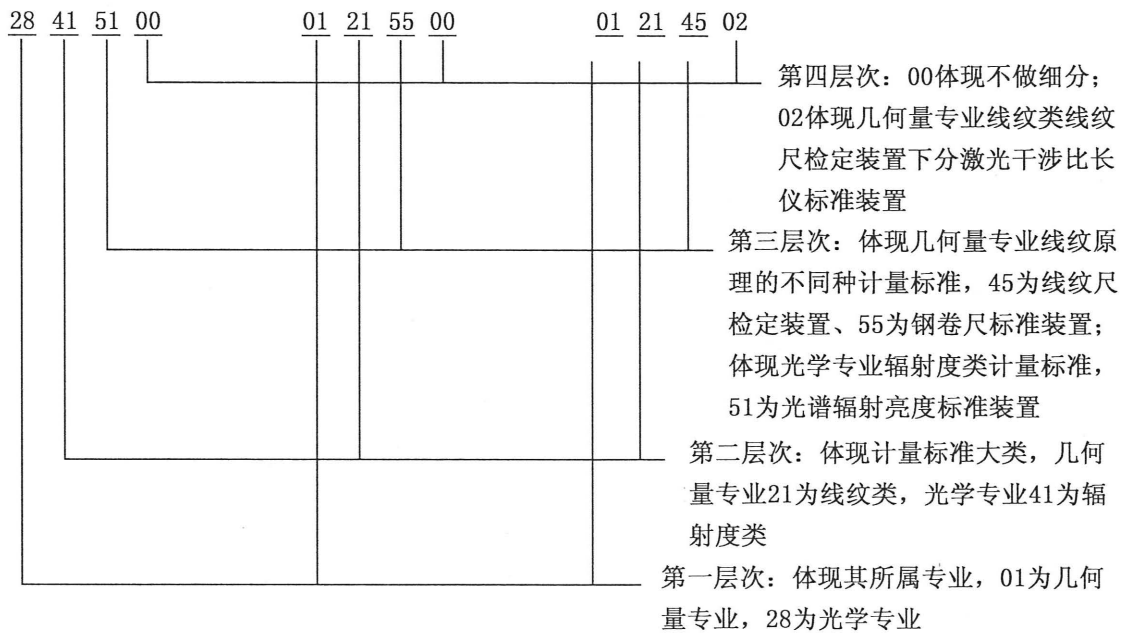 28 41 51 00 01 21 55 00 01 21 45 02
第四层次：00体现不做细分；
02体现几何量专业线纹类线纹
尺检定装置下分激光干涉比长
仪标准装置
第三层次：体现几何量专业线纹原
理的不同种计量标准，45为线纹尺
检定装置、55为钢卷尺标准装置；
体现光学专业辐射度类计量标准，
51为光谱辐射亮度标准装置
第二层次：体现计量标准大类，几何
量专业21为线纹类，光学专业41为辐
射度类
第一层次：体现其所属专业，01为几何
量专业，28为光学专业